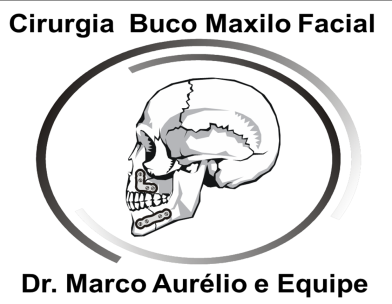 Cirurgia Buco Maxilo Facial
Dr. Marco Aurélio e Equipe